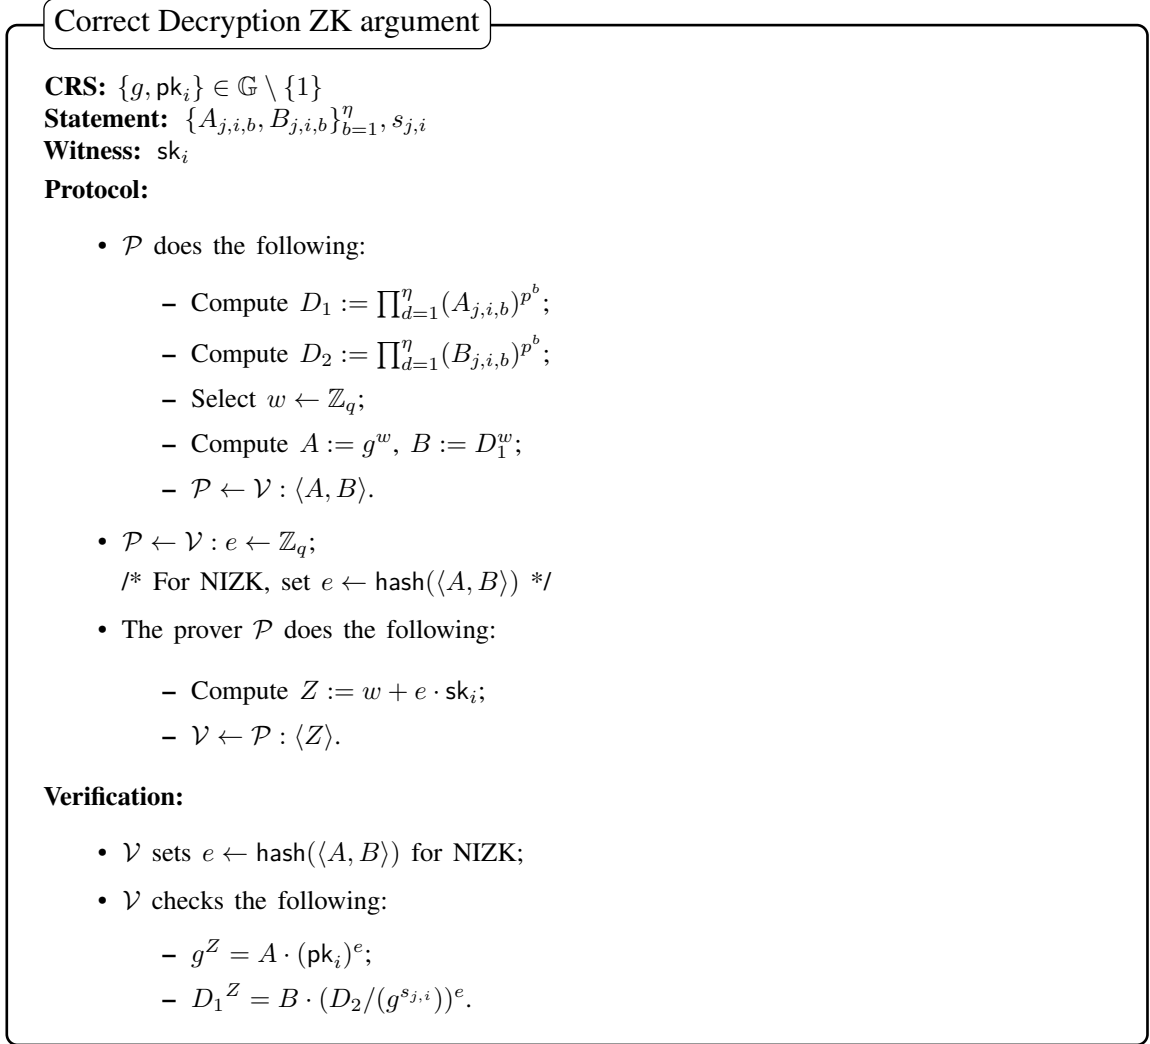 Correct Decryption ZK argument
CRS: {g, pk_i} ∈ 𝔾 \ {1}
Statement: {A_{j,i,b}, B_{j,i,b}}_{b=1}^{η}, s_{j,i}
Witness: sk_i
Protocol:
• 𝒫 does the following:
– Compute D_1 := ∏_{d=1}^{η}(A_{j,i,b})^{p^b};
– Compute D_2 := ∏_{d=1}^{η}(B_{j,i,b})^{p^b};
– Select w ← ℤ_q;
– Compute A := g^w, B := D_1^w;
– 𝒫 ← 𝒱 : ⟨A, B⟩.
• 𝒫 ← 𝒱 : e ← ℤ_q;
/* For NIZK, set e ← hash(⟨A, B⟩) */
• The prover 𝒫 does the following:
– Compute Z := w + e · sk_i;
– 𝒱 ← 𝒫 : ⟨Z⟩.
Verification:
• 𝒱 sets e ← hash(⟨A, B⟩) for NIZK;
• 𝒱 checks the following:
– g^Z = A · (pk_i)^e;
– D_1^Z = B · (D_2/(g^{s_{j,i}}))^e.